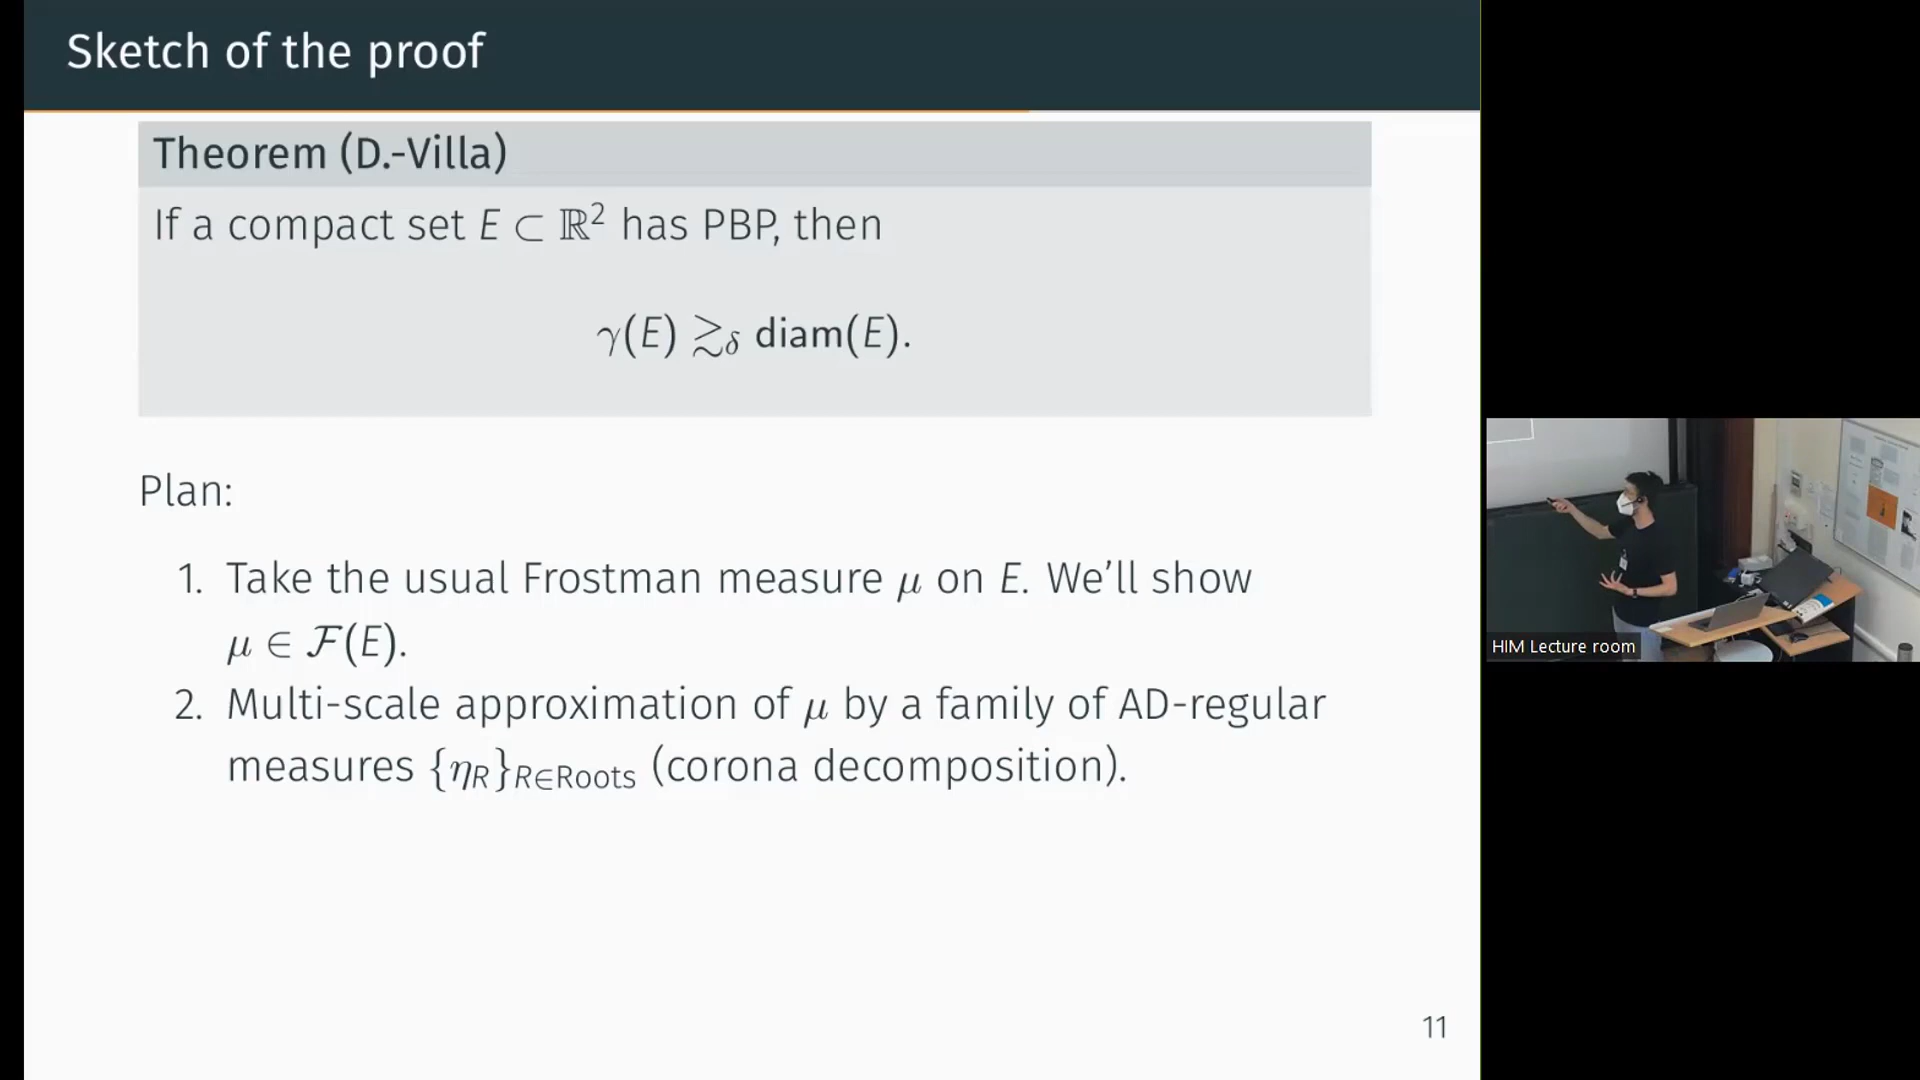 Sketch of the proof
Theorem (D.-Villa)
If a compact set E ⊂ ℝ² has PBP, then
γ(E) ≳_δ diam(E).
Plan:
1. Take the usual Frostman measure μ on E. We'll show
μ ∈ 𝓕(E).
2. Multi-scale approximation of μ by a family of AD-regular
measures {η_R}_{R∈Roots} (corona decomposition).
11
HIM Lecture room